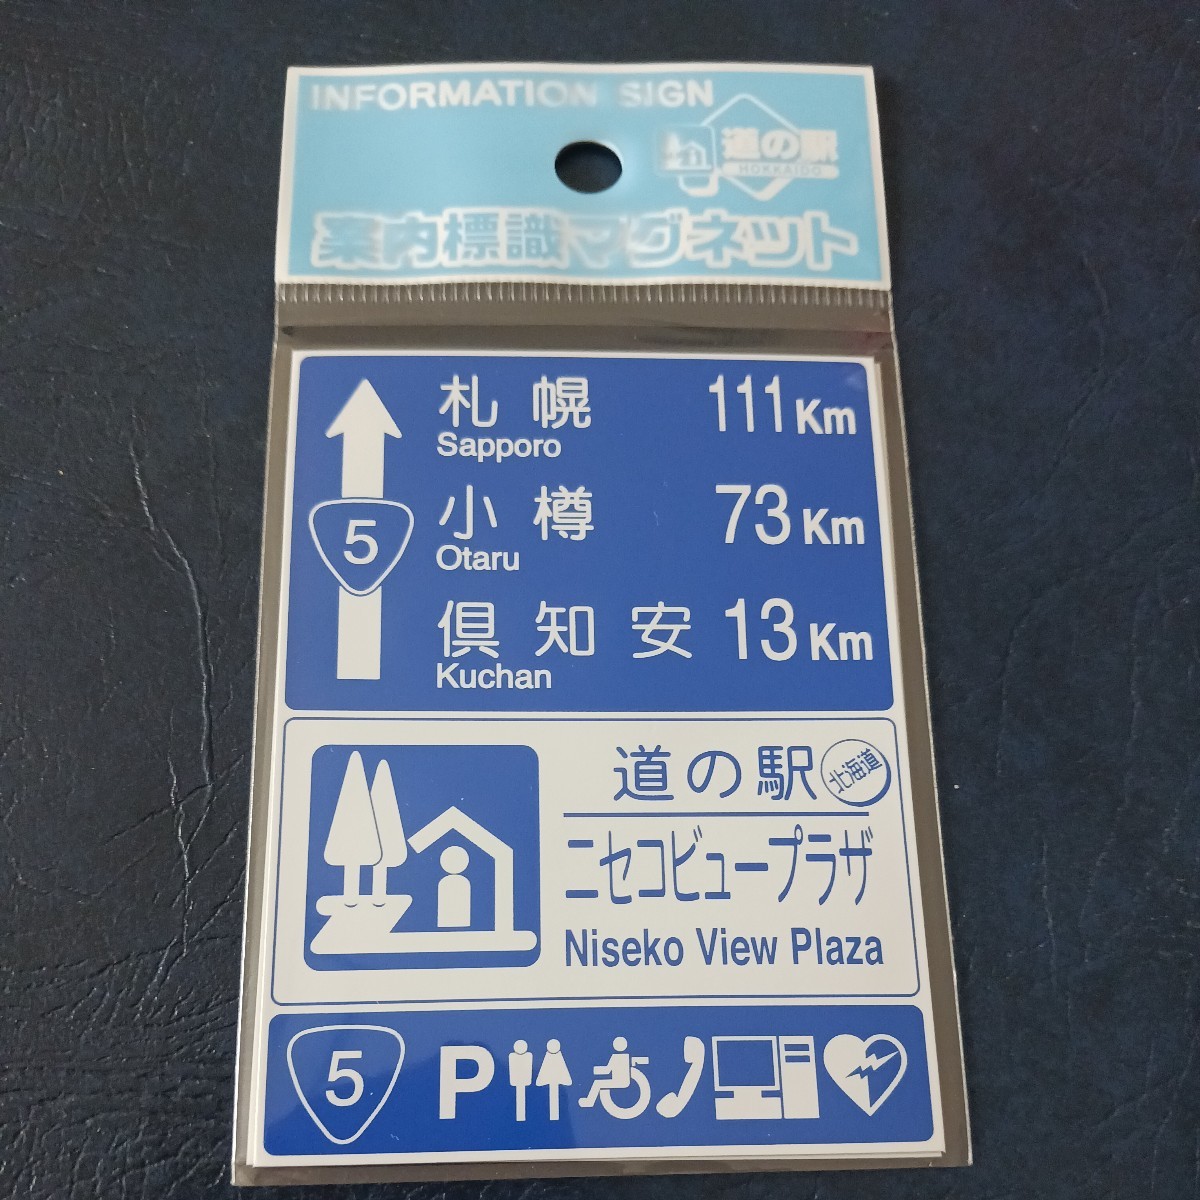 INFORMATION SIGN
道の駅
HOKKAIDO
案内標識マグネット
札幌 111Km
Sapporo
小樽 73Km
Otaru
5
倶知安 13Km
Kuchan
道の駅 北海道
ニセコビュープラザ
Niseko View Plaza
5 P